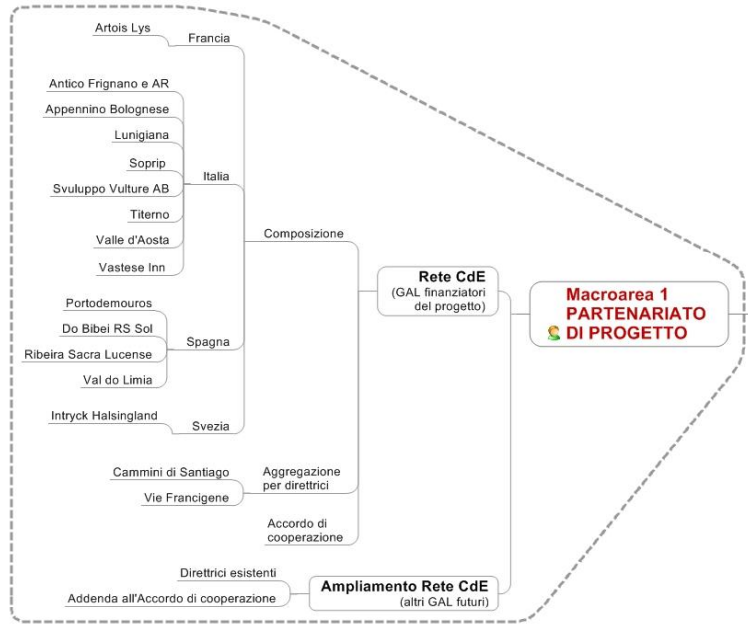 Artois Lys
Francia
Antico Frignano e AR
Appennino Bolognese
Lunigiana
Soprip
Svuluppo Vulture AB
Titerno
Valle d'Aosta
Vastese Inn
Italia
Composizione
Portodemouros
Do Bibei RS Sol
Ribeira Sacra Lucense
Val do Limia
Spagna
Intryck Halsingland
Svezia
Rete CdE
(GAL finanziatori
del progetto)
Macroarea 1
PARTENARIATO
DI PROGETTO
Cammini di Santiago
Vie Francigene
Aggregazione
per direttrici
Accordo di
cooperazione
Direttrici esistenti
Addenda all'Accordo di cooperazione
Ampliamento Rete CdE
(altri GAL futuri)